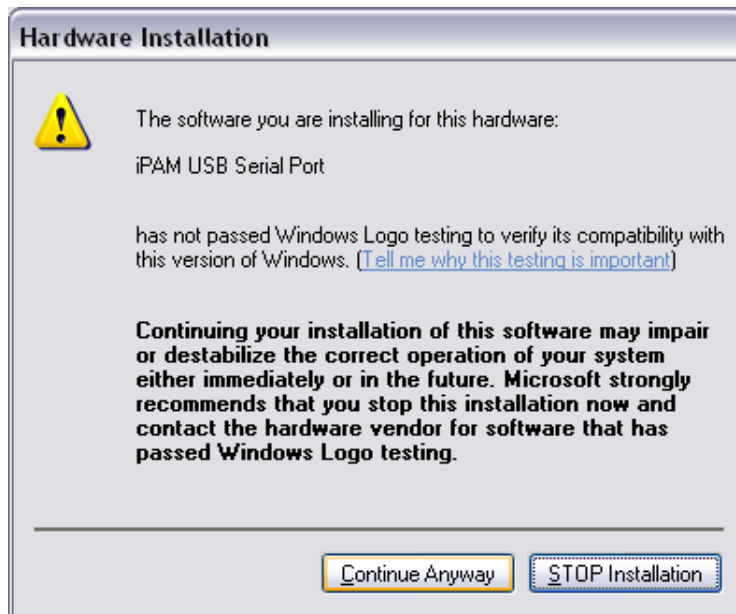 Hardware Installation
The software you are installing for this hardware:
iPAM USB Serial Port
has not passed Windows Logo testing to verify its compatibility with
this version of Windows. (Tell me why this testing is important)
Continuing your installation of this software may impair
or destabilize the correct operation of your system
either immediately or in the future. Microsoft strongly
recommends that you stop this installation now and
contact the hardware vendor for software that has
passed Windows Logo testing.
Continue Anyway
STOP Installation